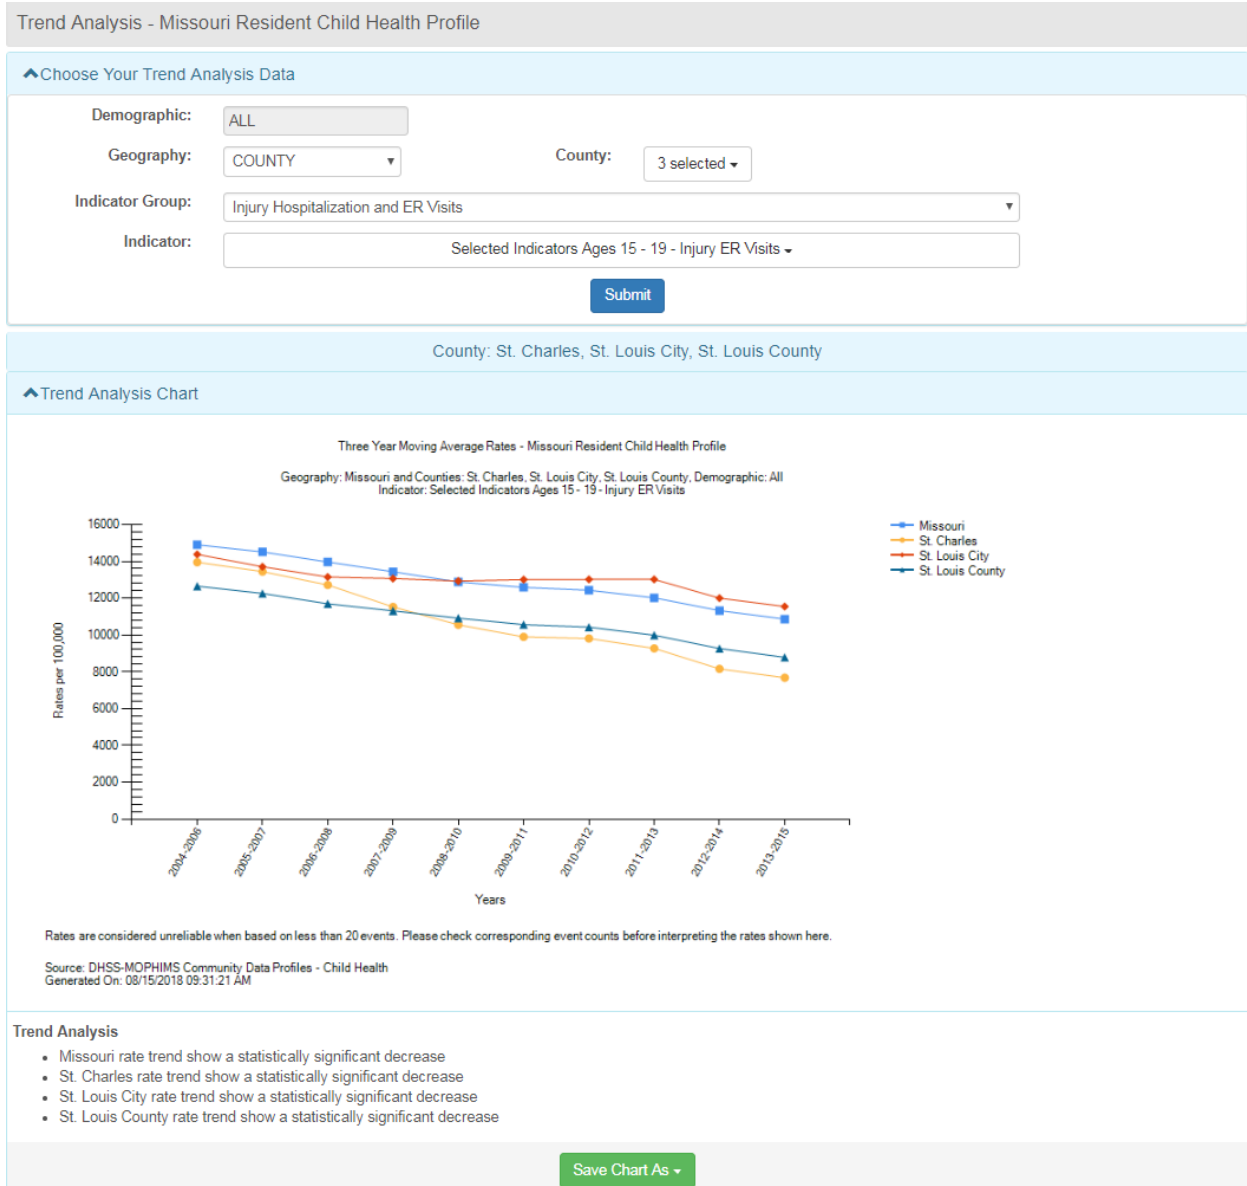 Trend Analysis - Missouri Resident Child Health Profile
Choose Your Trend Analysis Data
Demographic: ALL
Geography: COUNTY County: 3 selected
Indicator Group: Injury Hospitalization and ER Visits
Indicator: Selected Indicators Ages 15 - 19 - Injury ER Visits
Submit
County: St. Charles, St. Louis City, St. Louis County
Trend Analysis Chart
Three Year Moving Average Rates - Missouri Resident Child Health Profile
Geography: Missouri and Counties: St. Charles, St. Louis City, St. Louis County, Demographic: All
Indicator: Selected Indicators Ages 15 - 19 - Injury ER Visits
16000
14000
12000
10000
8000
6000
4000
2000
0
Rates per 100,000
Missouri
St. Charles
St. Louis City
St. Louis County
2004-2006
2005-2007
2006-2008
2007-2009
2008-2010
2009-2011
2010-2012
2011-2013
2012-2014
2013-2015
Years
Rates are considered unreliable when based on less than 20 events. Please check corresponding event counts before interpreting the rates shown here.
Source: DHSS-MOPHIMS Community Data Profiles - Child Health
Generated On: 08/15/2018 09:31:21 AM
Trend Analysis
• Missouri rate trend show a statistically significant decrease
• St. Charles rate trend show a statistically significant decrease
• St. Louis City rate trend show a statistically significant decrease
• St. Louis County rate trend show a statistically significant decrease
Save Chart As